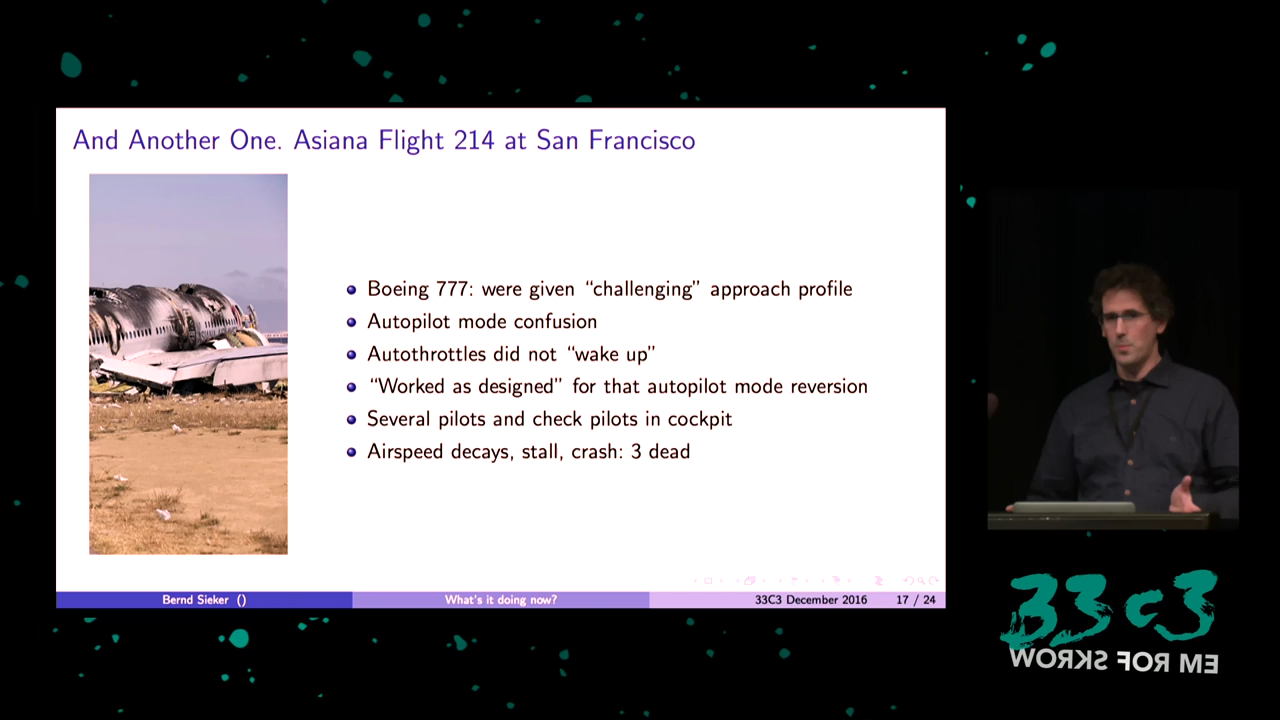 And Another One. Asiana Flight 214 at San Francisco
Boeing 777: were given “challenging” approach profile
Autopilot mode confusion
Autothrottles did not “wake up”
“Worked as designed” for that autopilot mode reversion
Several pilots and check pilots in cockpit
Airspeed decays, stall, crash: 3 dead
Bernd Sieker () What's it doing now? 33C3 December 2016 17 / 24
33c3
WORKS FOR ME